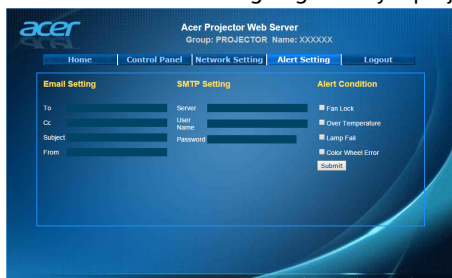 acer
Acer Projector Web Server
Group: PROJECTOR Name: XXXXXX
Home Control Panel Network Setting Alert Setting Logout
Email Setting SMTP Setting Alert Condition
To Server Fan Lock
Cc User Name Over Temperature
Subject Password Lamp Fail
From Color Wheel Error
Submit